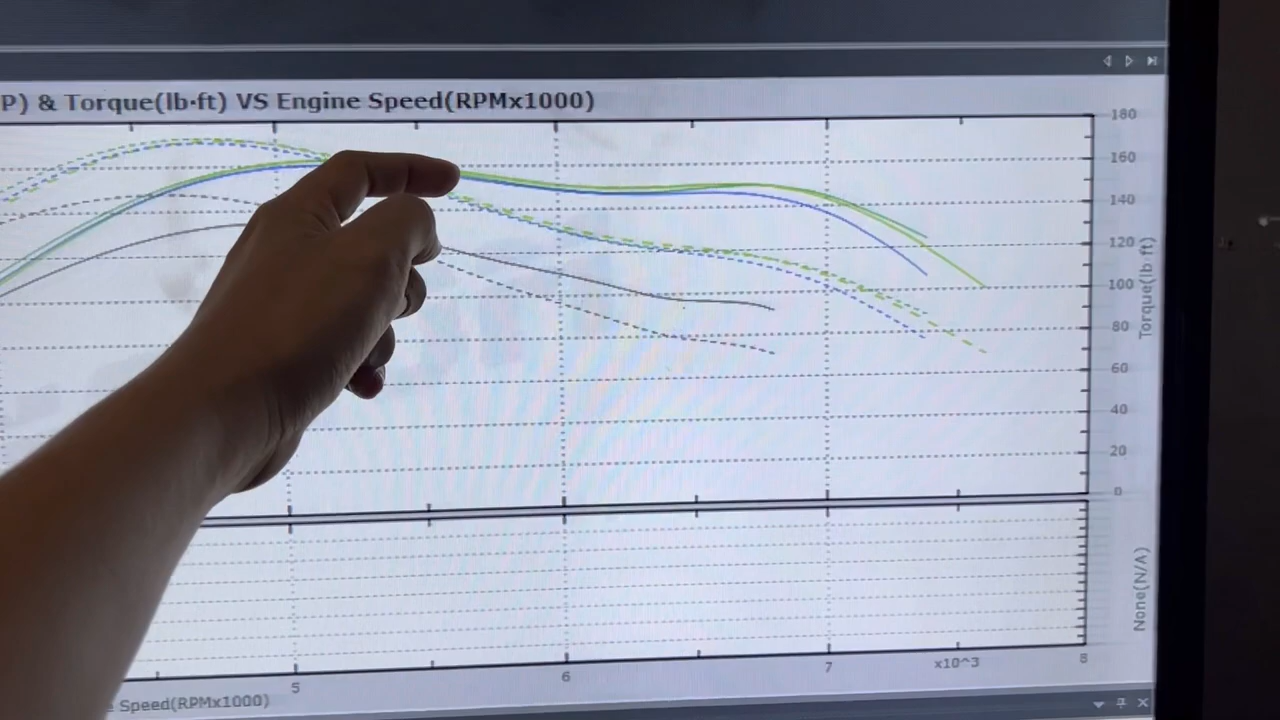 P) & Torque(lb·ft) VS Engine Speed(RPMx1000)
180
160
140
120
100
80
60
40
20
0
Torque(lb·ft)
None(N/A)
5
6
7
x10^3
8
Speed(RPMx1000)